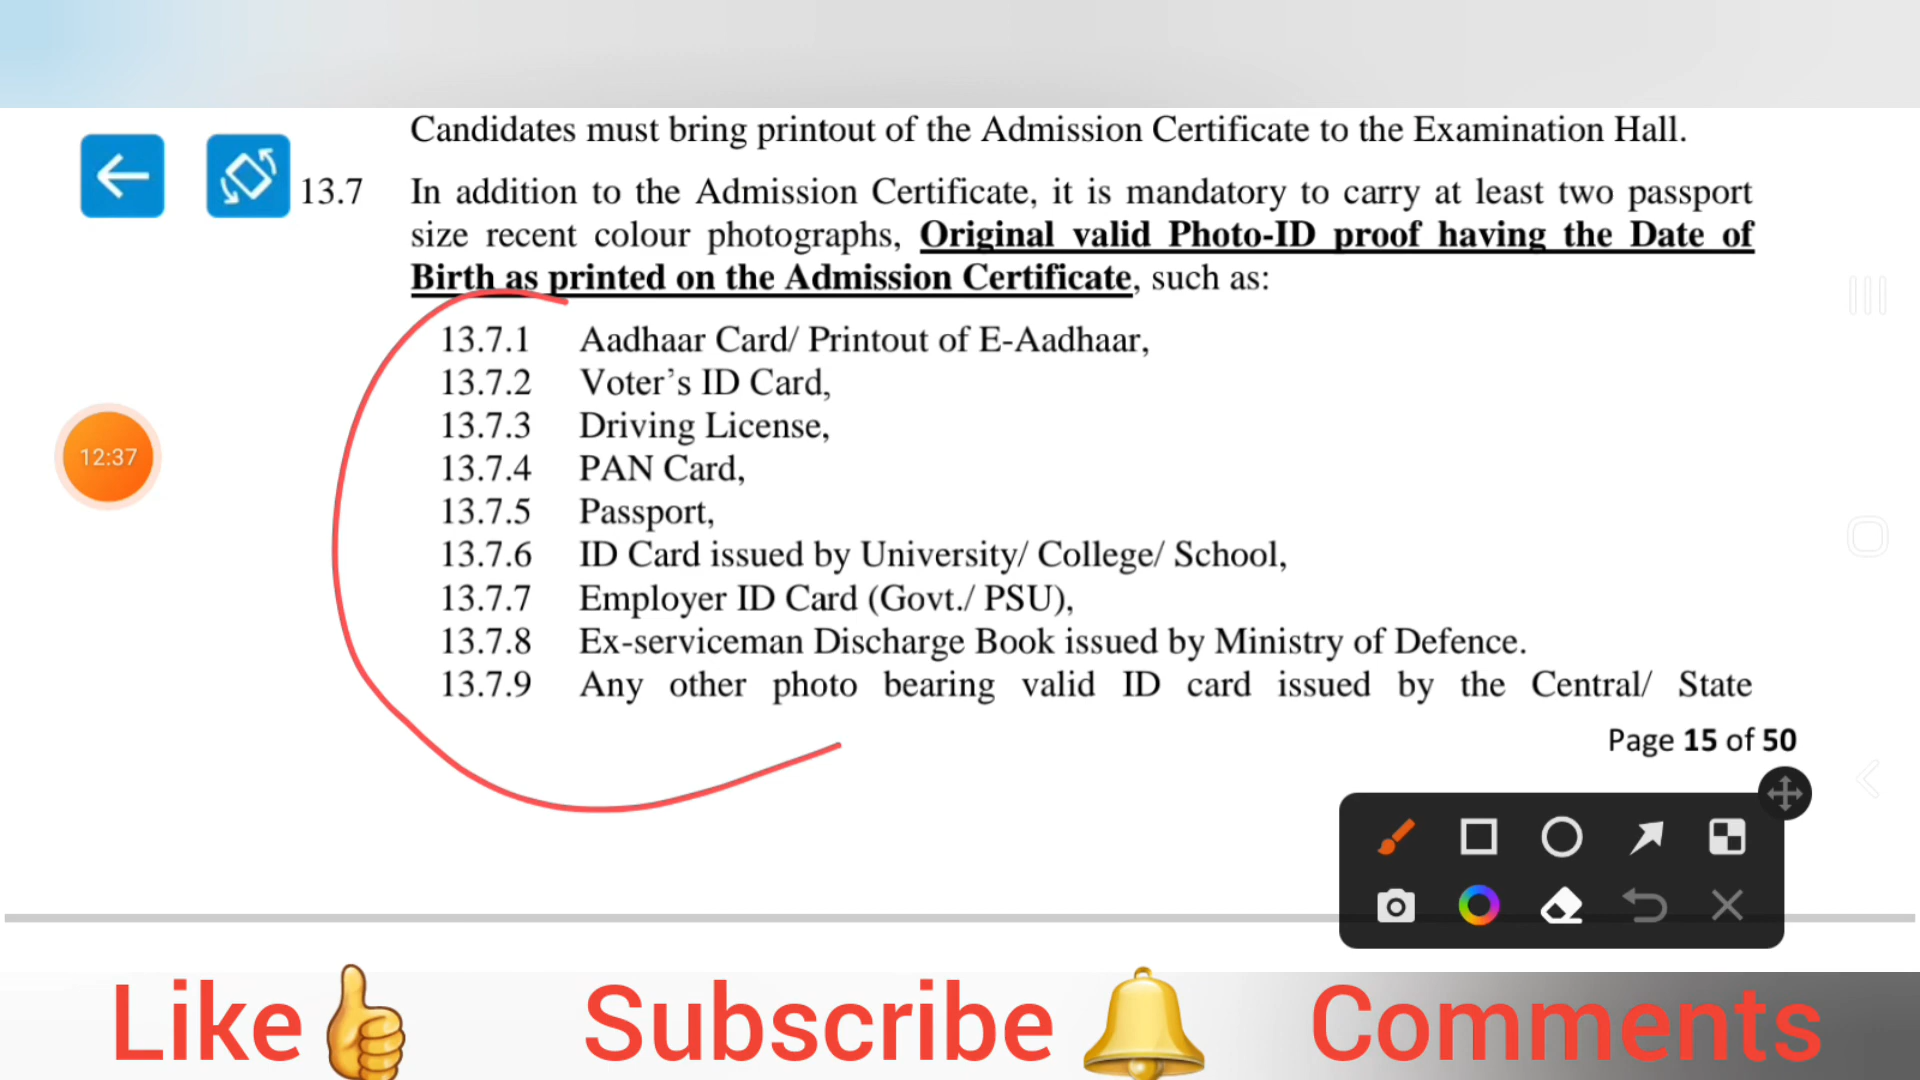 Candidates must bring printout of the Admission Certificate to the Examination Hall.
13.7 In addition to the Admission Certificate, it is mandatory to carry at least two passport
size recent colour photographs, Original valid Photo-ID proof having the Date of
Birth as printed on the Admission Certificate, such as:
13.7.1 Aadhaar Card/ Printout of E-Aadhaar,
13.7.2 Voter’s ID Card,
13.7.3 Driving License,
12:37
13.7.4 PAN Card,
13.7.5 Passport,
13.7.6 ID Card issued by University/ College/ School,
13.7.7 Employer ID Card (Govt./ PSU),
13.7.8 Ex-serviceman Discharge Book issued by Ministry of Defence.
13.7.9 Any other photo bearing valid ID card issued by the Central/ State
Page 15 of 50
Like Subscribe Comments